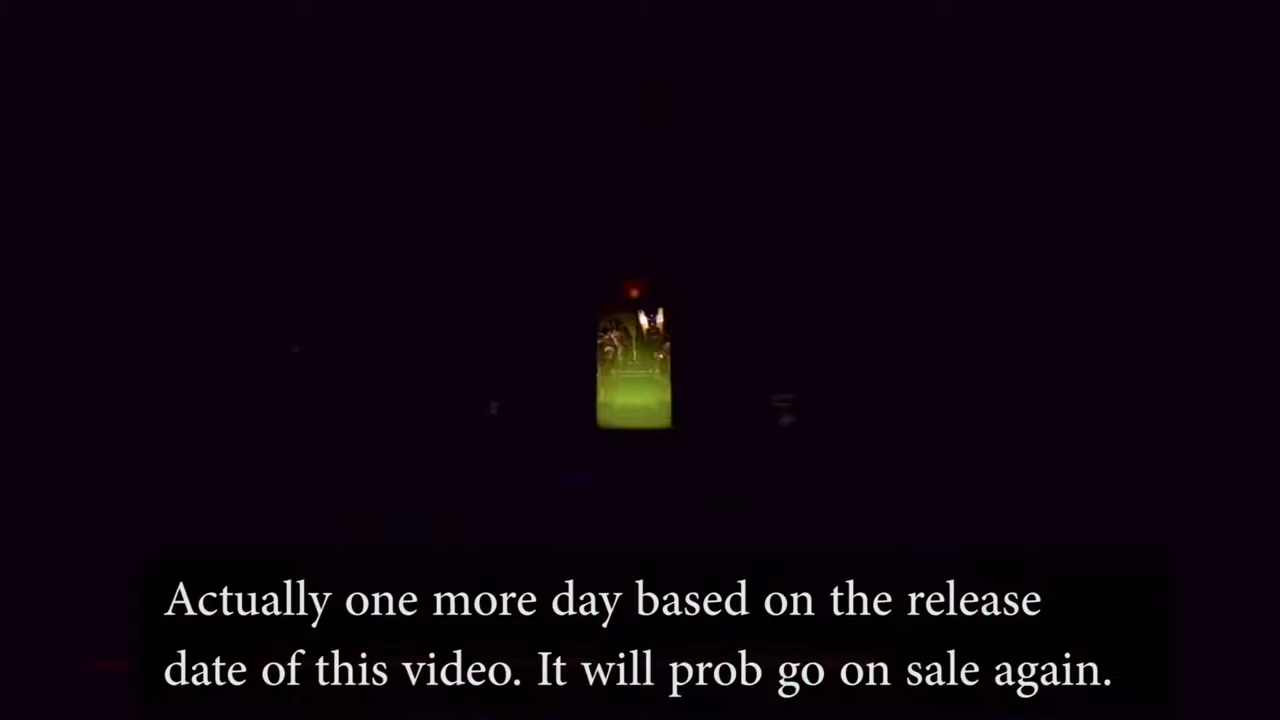 Actually one more day based on the release
date of this video. It will prob go on sale again.